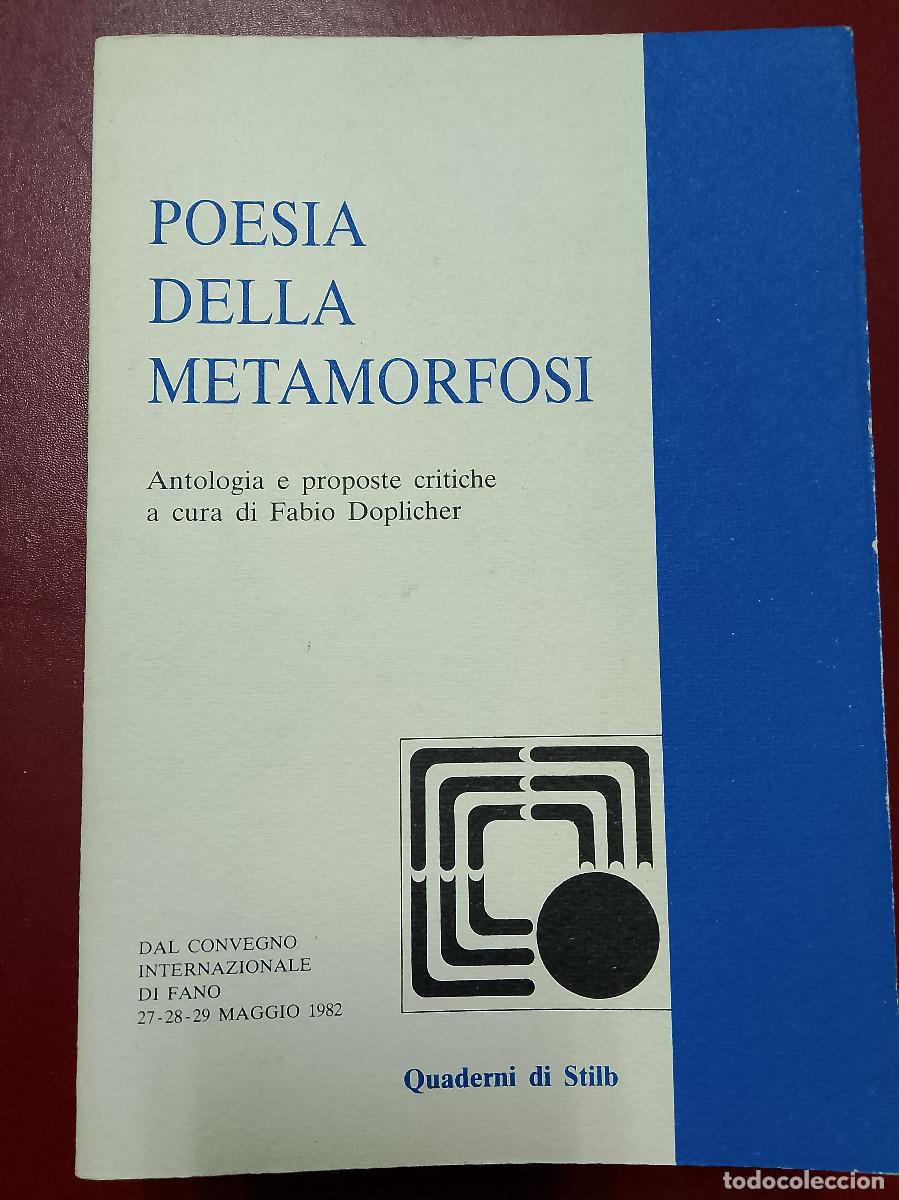 POESIA
DELLA
METAMORFOSI
Antologia e proposte critiche
a cura di Fabio Doplicher
DAL CONVEGNO
INTERNAZIONALE
DI FANO
27-28-29 MAGGIO 1982
Quaderni di Stilb
todocoleccion